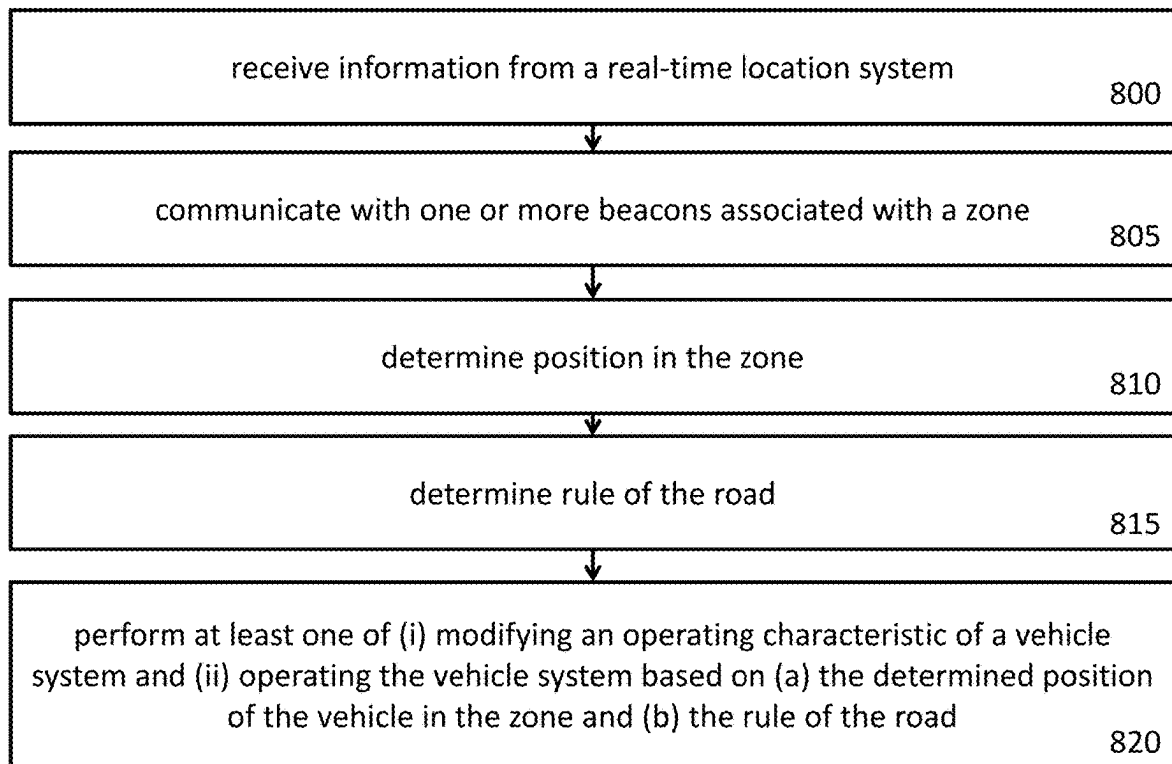 receive information from a real-time location system
800
communicate with one or more beacons associated with a zone
805
determine position in the zone
810
determine rule of the road
815
perform at least one of (i) modifying an operating characteristic of a vehicle
system and (ii) operating the vehicle system based on (a) the determined position
of the vehicle in the zone and (b) the rule of the road
820